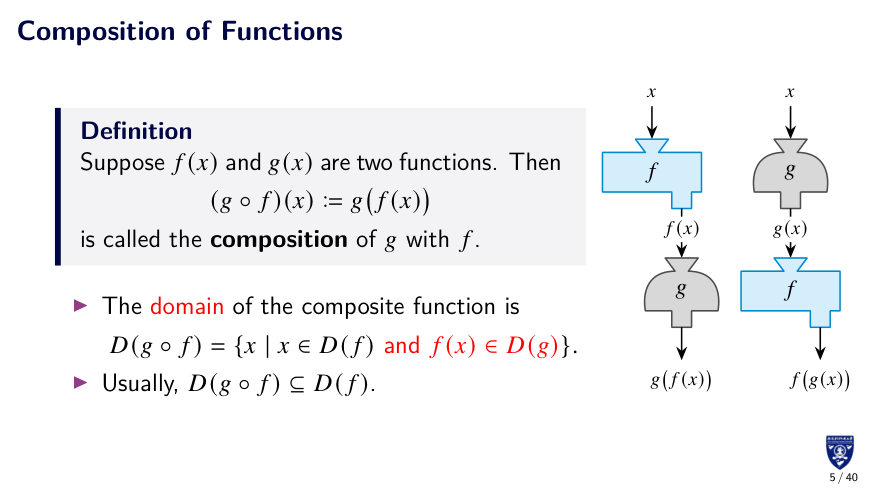 Composition of Functions
Definition
Suppose f(x) and g(x) are two functions. Then
(g ∘ f)(x) := g(f(x))
is called the composition of g with f.
▶ The domain of the composite function is
D(g ∘ f) = {x | x ∈ D(f) and f(x) ∈ D(g)}.
▶ Usually, D(g ∘ f) ⊆ D(f).
x
f
f(x)
g
g(f(x))
x
g
g(x)
f
f(g(x))
5 / 40